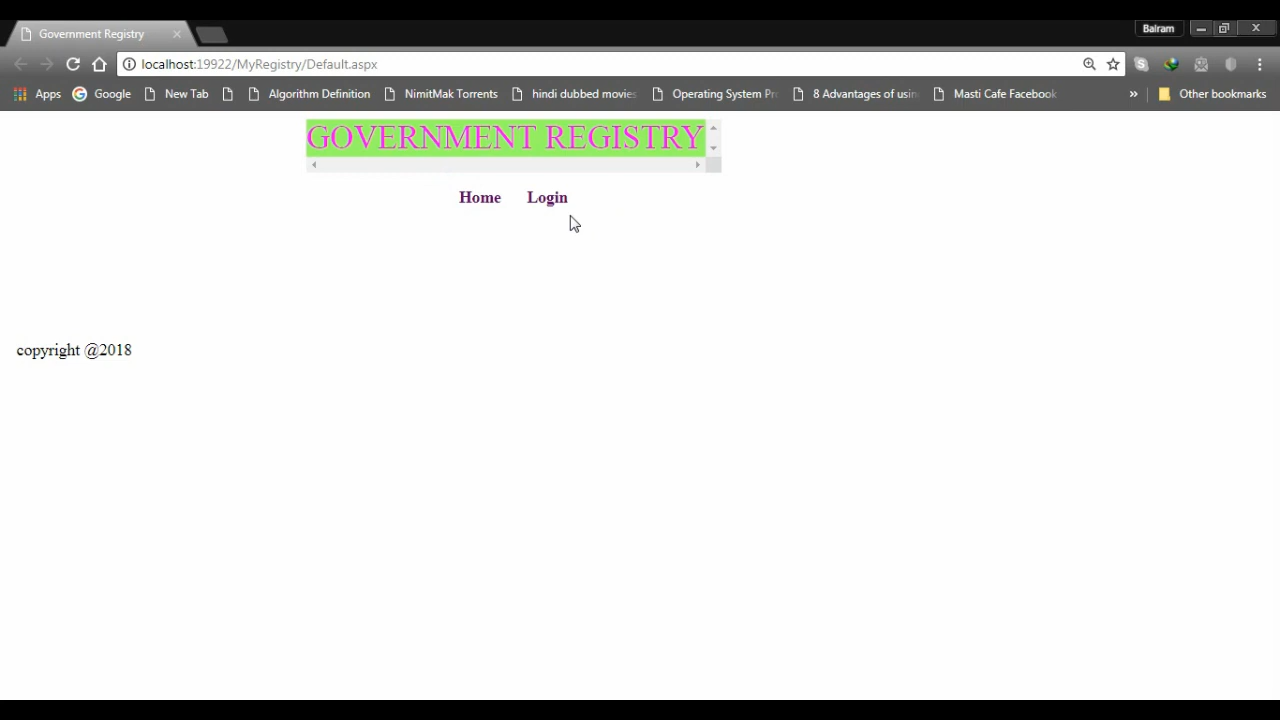 Government Registry
Balram
localhost:19922/MyRegistry/Default.aspx
Apps Google New Tab Algorithm Definition NimitMak Torrents hindi dubbed movies Operating System Pr 8 Advantages of usin Masti Cafe Facebook » Other bookmarks
GOVERNMENT REGISTRY
Home Login
copyright @2018